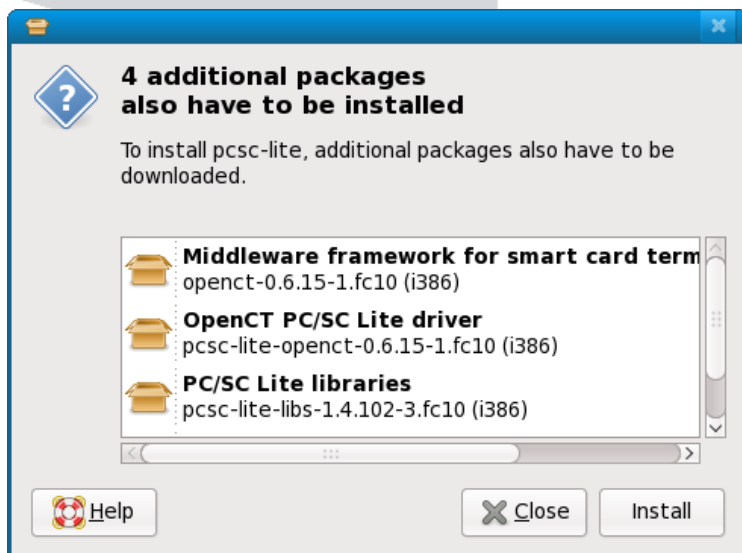 4 additional packages
also have to be installed
To install pcsc-lite, additional packages also have to be
downloaded.
Middleware framework for smart card term
openct-0.6.15-1.fc10 (i386)
OpenCT PC/SC Lite driver
pcsc-lite-openct-0.6.15-1.fc10 (i386)
PC/SC Lite libraries
pcsc-lite-libs-1.4.102-3.fc10 (i386)
Help
Close
Install